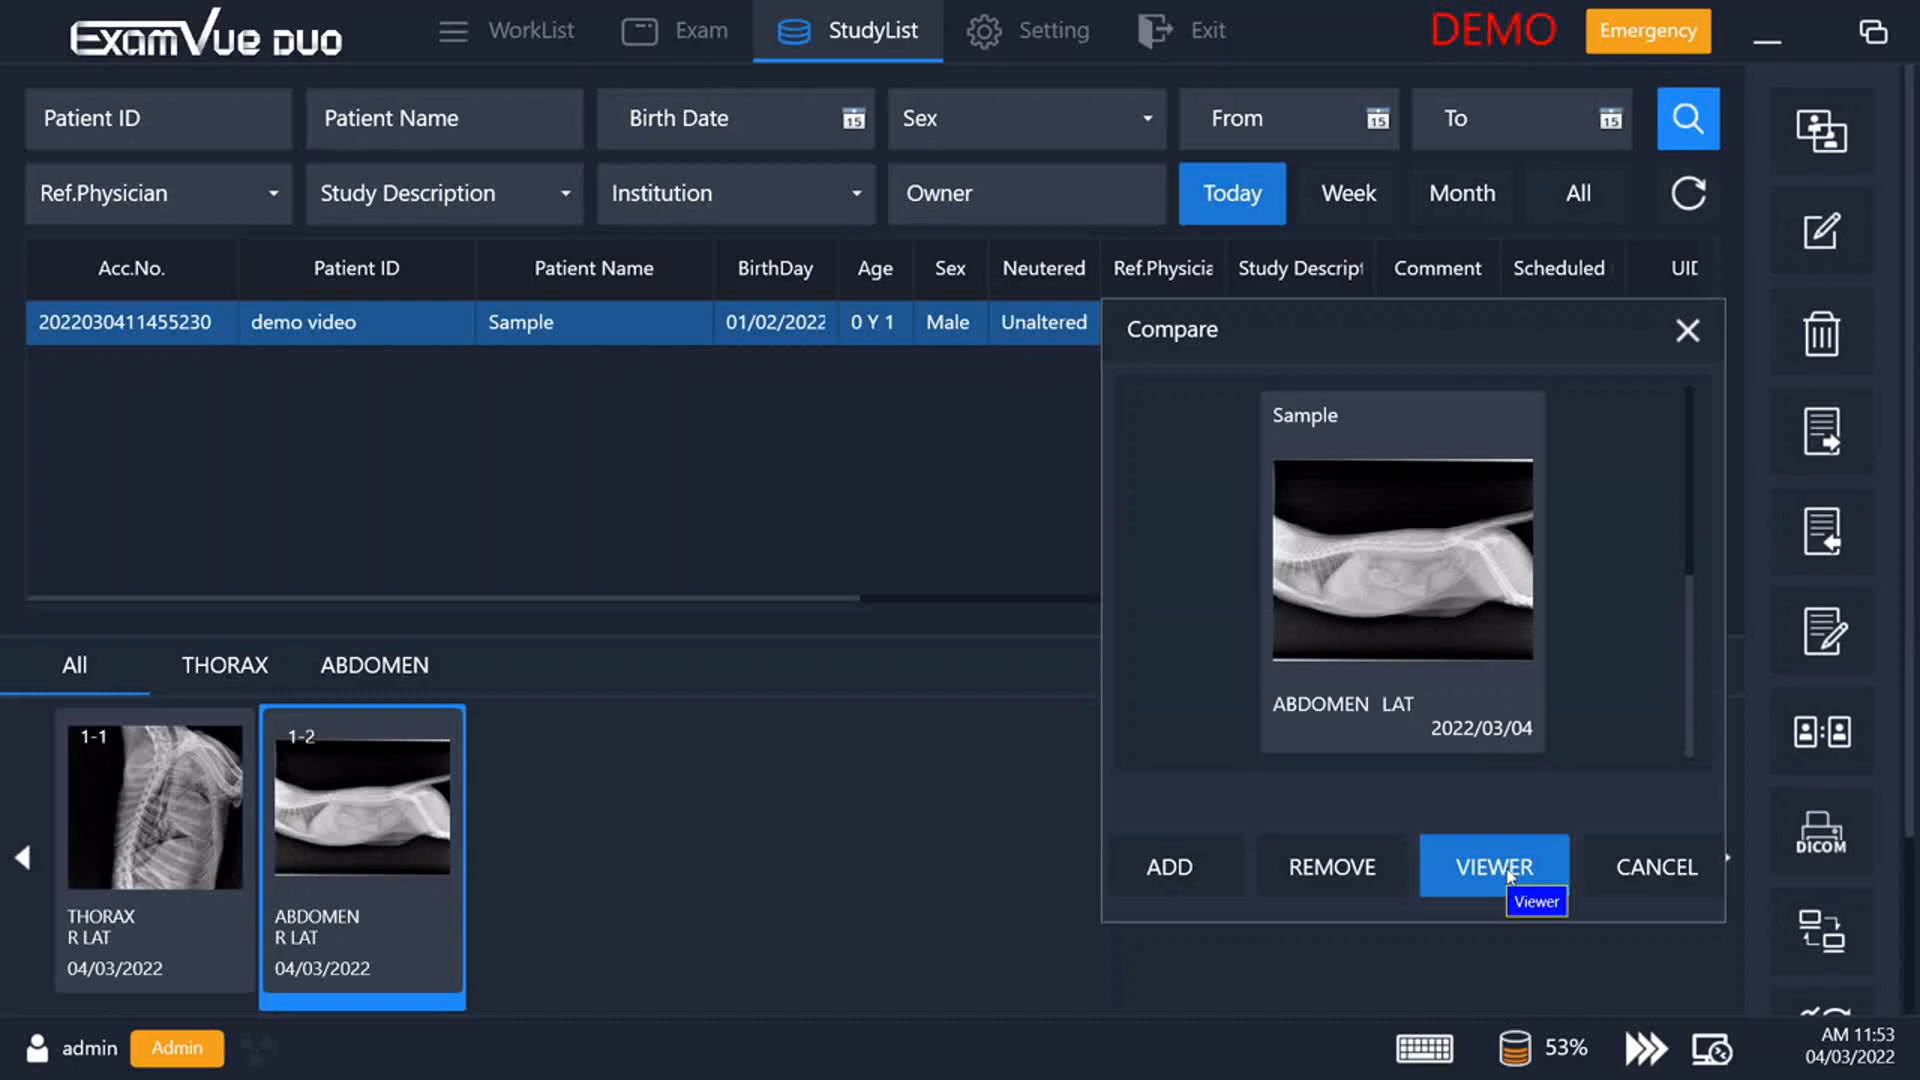 ExamVue DUO
WorkList
Exam
StudyList
Setting
Exit
DEMO
Emergency
Patient ID
Patient Name
Birth Date
15
Sex
From
15
To
15
Ref.Physician
Study Description
Institution
Owner
Today
Week
Month
All
Acc.No. Patient ID Patient Name BirthDay Age Sex Neutered Ref.Physicia Study Descript Comment Scheduled UID
2022030411455230 demo video Sample 01/02/2022 0 Y 1 Male Unaltered
Compare
Sample
ABDOMEN LAT
2022/03/04
ADD
REMOVE
VIEWER
CANCEL
Viewer
All
THORAX
ABDOMEN
1-1
THORAX
R LAT
04/03/2022
1-2
ABDOMEN
R LAT
04/03/2022
DICOM
admin
Admin
53%
AM 11:53
04/03/2022